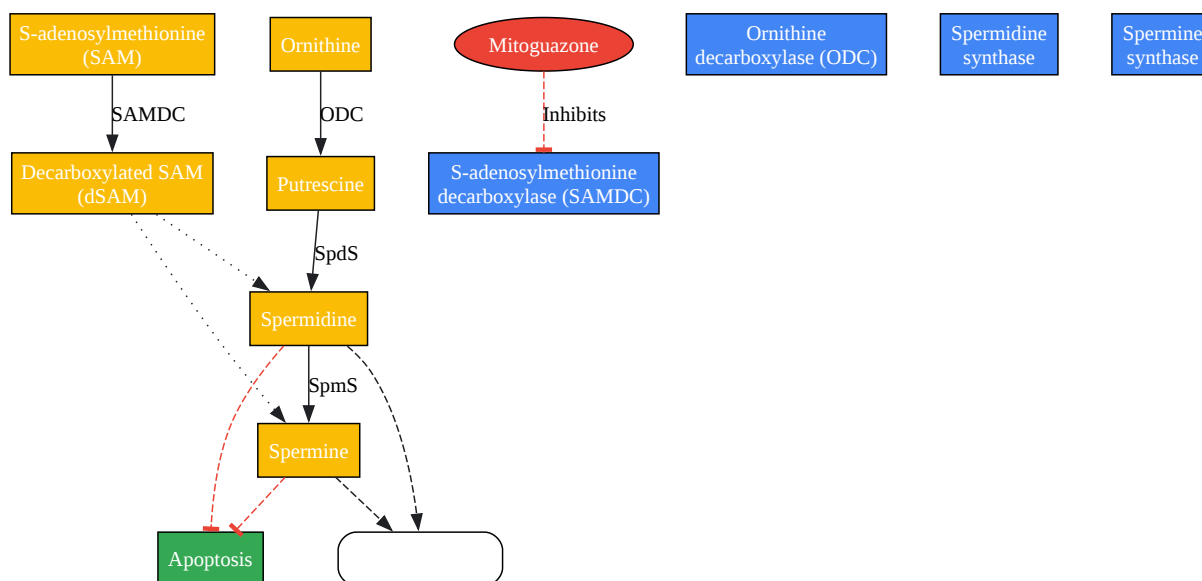 S-adenosylmethionine
(SAM)
Ornithine
Mitoguazone
Ornithine
decarboxylase (ODC)
Spermidine
synthase
Spermine
synthase
SAMDC
ODC
Inhibits
Decarboxylated SAM
(dSAM)
Putrescine
S-adenosylmethionine
decarboxylase (SAMDC)
SpdS
Spermidine
SpmS
Spermine
Apoptosis